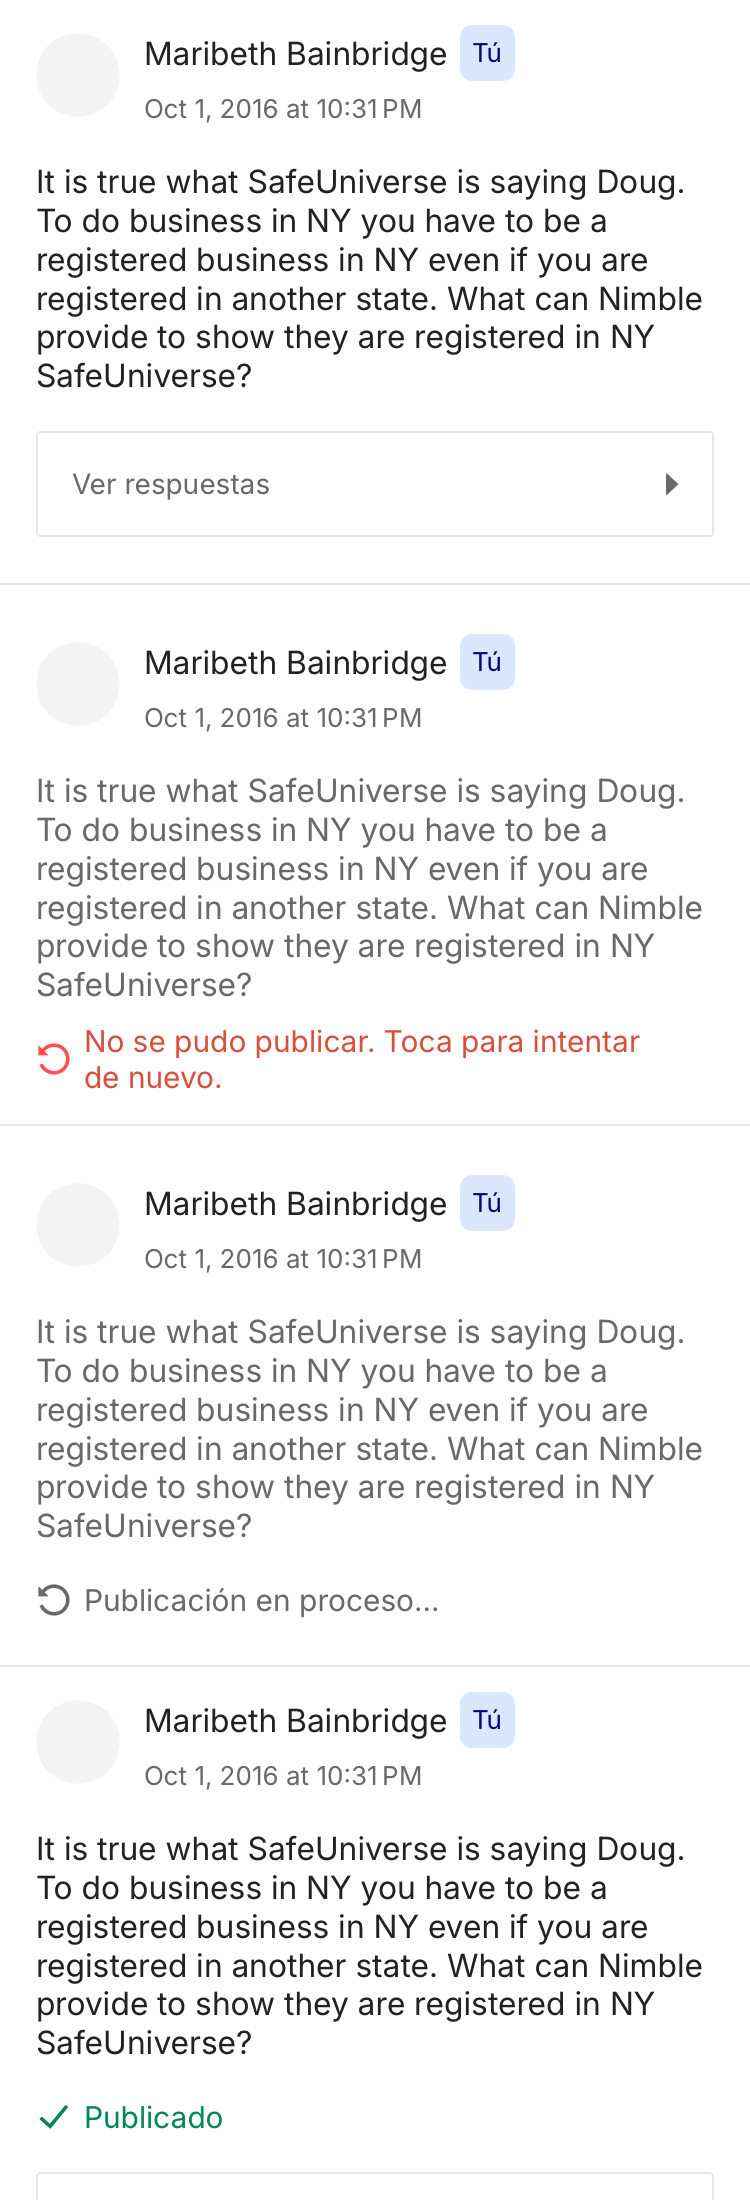 Maribeth Bainbridge Tú
Oct 1, 2016 at 10:31 PM
It is true what SafeUniverse is saying Doug.
To do business in NY you have to be a
registered business in NY even if you are
registered in another state. What can Nimble
provide to show they are registered in NY
SafeUniverse?
Ver respuestas
Maribeth Bainbridge Tú
Oct 1, 2016 at 10:31 PM
It is true what SafeUniverse is saying Doug.
To do business in NY you have to be a
registered business in NY even if you are
registered in another state. What can Nimble
provide to show they are registered in NY
SafeUniverse?
No se pudo publicar. Toca para intentar
de nuevo.
Maribeth Bainbridge Tú
Oct 1, 2016 at 10:31 PM
It is true what SafeUniverse is saying Doug.
To do business in NY you have to be a
registered business in NY even if you are
registered in another state. What can Nimble
provide to show they are registered in NY
SafeUniverse?
Publicación en proceso...
Maribeth Bainbridge Tú
Oct 1, 2016 at 10:31 PM
It is true what SafeUniverse is saying Doug.
To do business in NY you have to be a
registered business in NY even if you are
registered in another state. What can Nimble
provide to show they are registered in NY
SafeUniverse?
Publicado